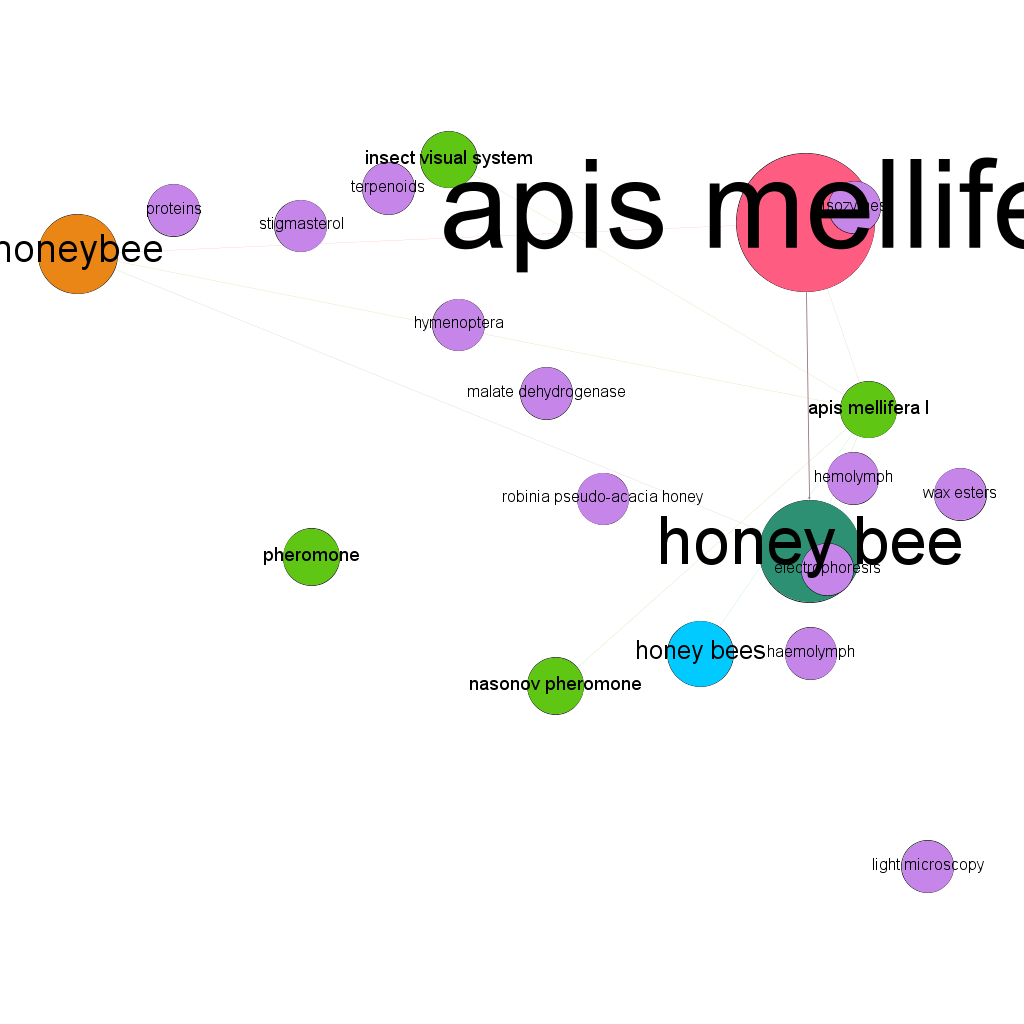 insect visual system
terpenoids
proteins
stigmasterol
apis mellife
isozymes
honeybee
hymenoptera
malate dehydrogenase
apis mellifera l
hemolymph
wax esters
robinia pseudo-acacia honey
honey bee
pheromone
electrophoresis
honey bees
haemolymph
nasonov pheromone
light microscopy